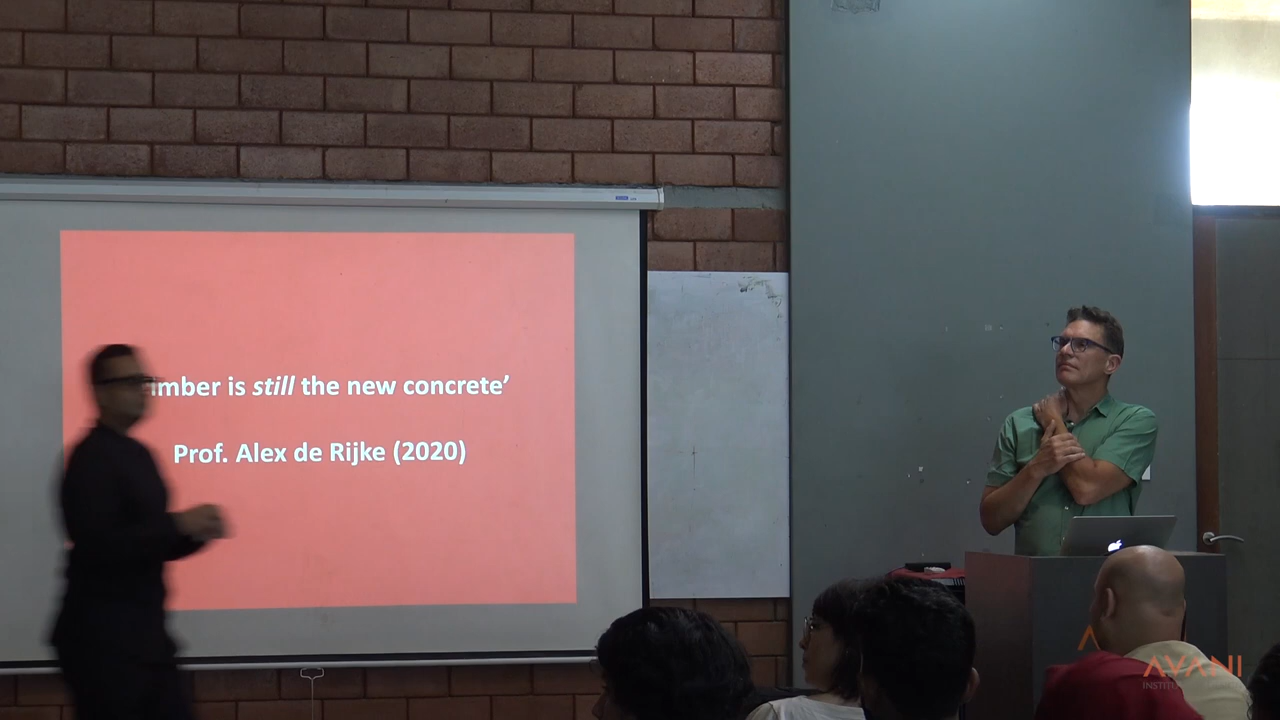 imber is still the new concrete’
Prof. Alex de Rijke (2020)
AVANI